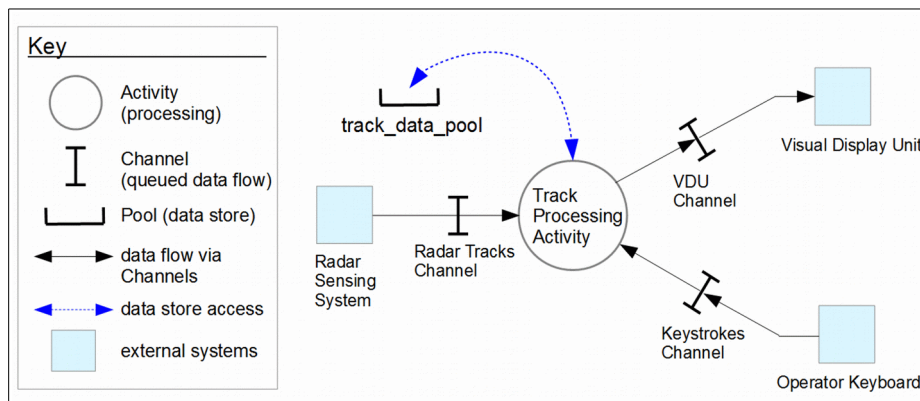 Key
Activity
(processing)
Channel
(queued data flow)
Pool (data store)
data flow via
Channels
data store access
external systems
track_data_pool
Visual Display Unit
VDU
Channel
Track
Processing
Activity
Radar Tracks
Channel
Radar
Sensing
System
Keystrokes
Channel
Operator Keyboard